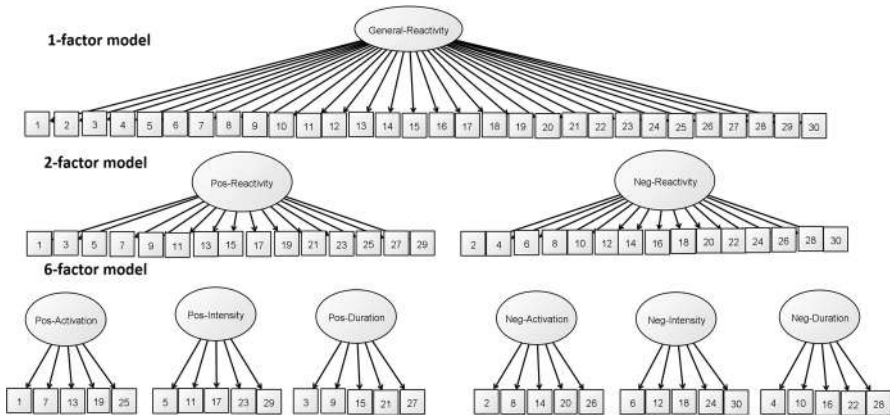 1-factor model
General-Reactivity
1 2 3 4 5 6 7 8 9 10 11 12 13 14 15 16 17 18 19 20 21 22 23 24 25 26 27 28 29 30
2-factor model
Pos-Reactivity
Neg-Reactivity
1 3 5 7 9 11 13 15 17 19 21 23 25 27 29
2 4 6 8 10 12 14 16 18 20 22 24 26 28 30
6-factor model
Pos-Activation
Pos-Intensity
Pos-Duration
Neg-Activation
Neg-Intensity
Neg-Duration
1 7 13 19 25
5 11 17 23 29
3 9 15 21 27
2 8 14 20 26
6 12 18 24 30
4 10 16 22 28